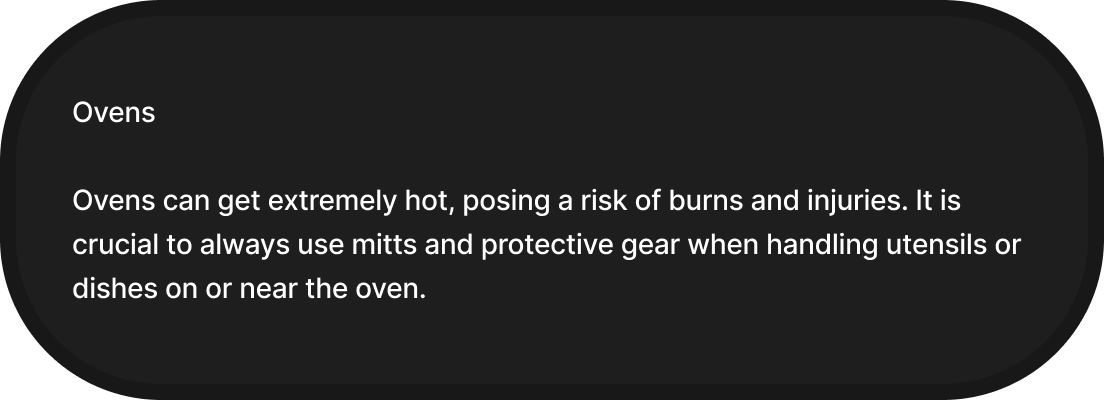 Ovens
Ovens can get extremely hot, posing a risk of burns and injuries. It is
crucial to always use mitts and protective gear when handling utensils or
dishes on or near the oven.